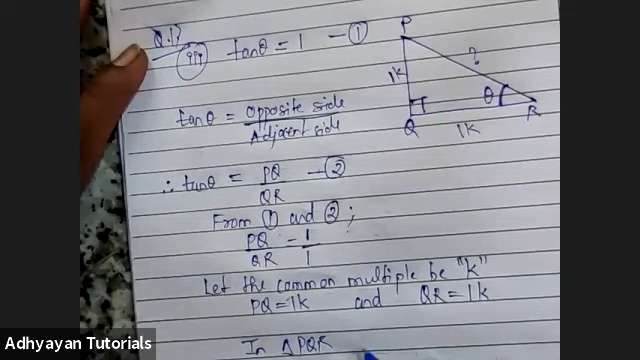 Q.1)
(iii) tanθ = 1 — ①
P
1k
?
θ
Q
1k
R
tanθ = Opposite side
Adjacent side
∴ tanθ = PQ — ②
QR
From ① and ② ;
PQ = 1
QR 1
Let the common multiple be "k"
PQ = 1k and QR = 1k
In ΔPQR
Adhyayan Tutorials